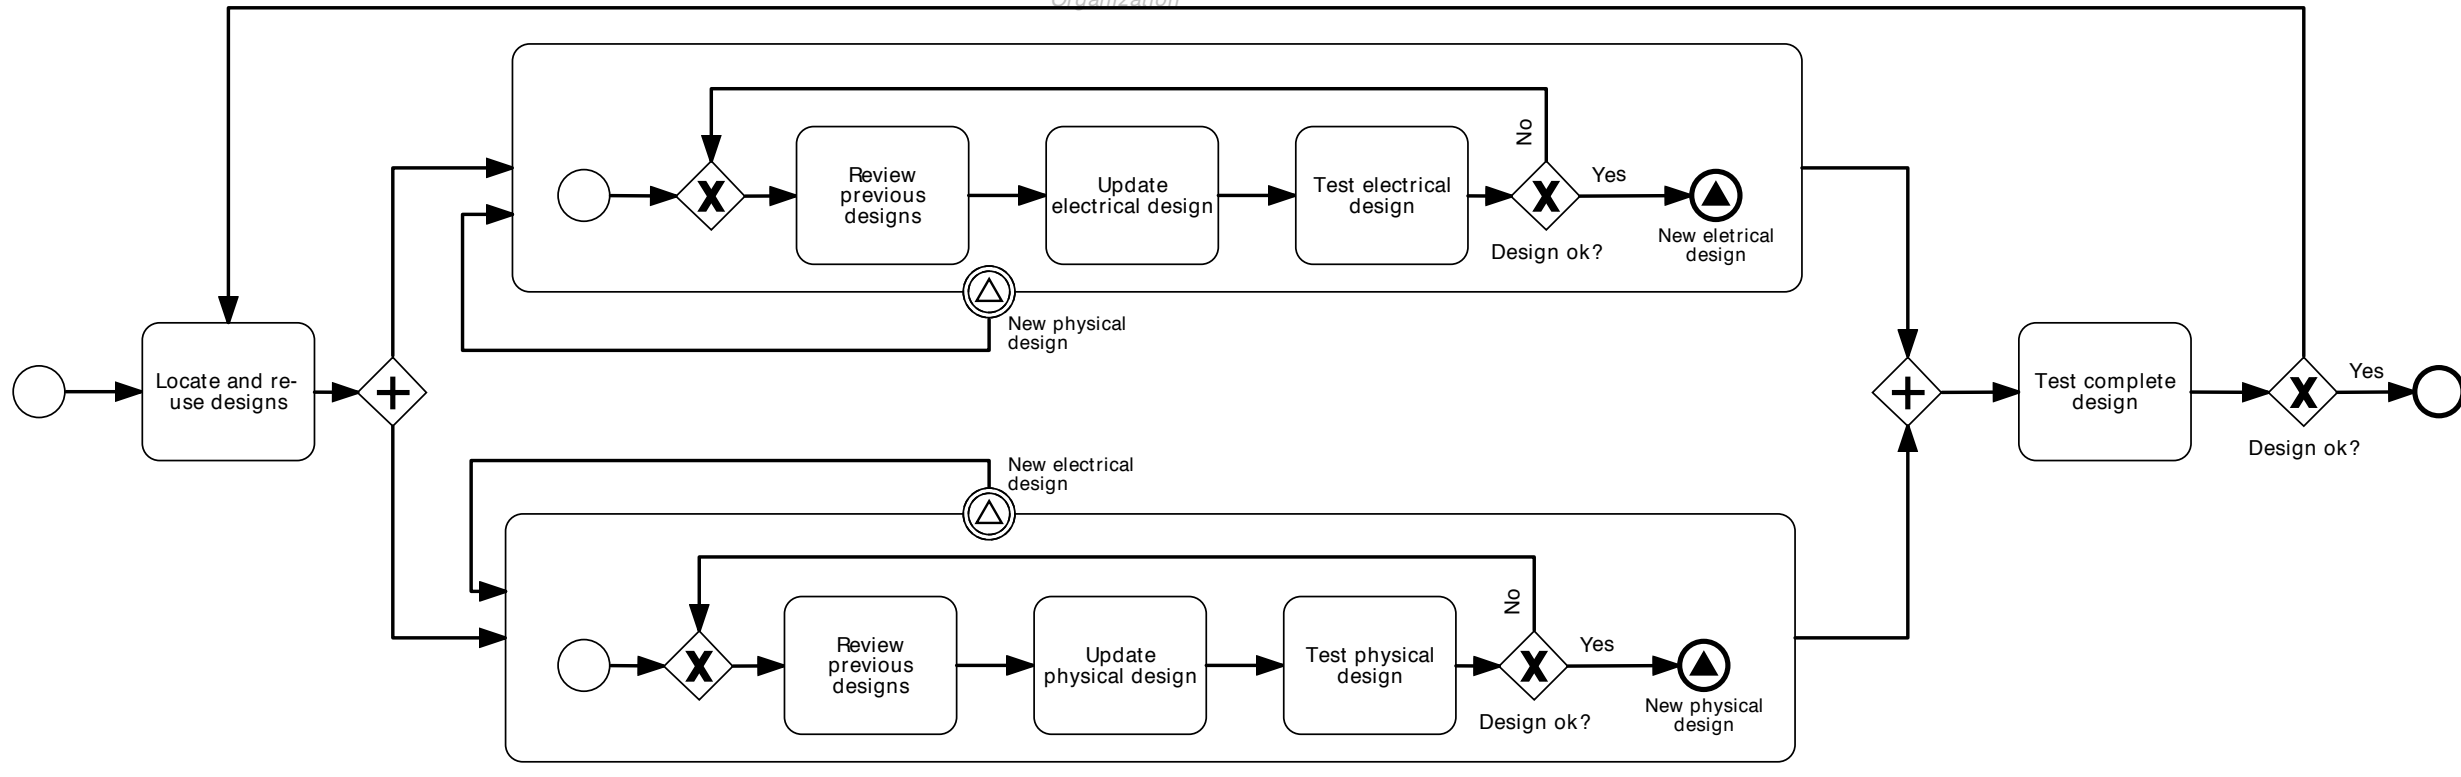 Organization
No
Review
previous
designs
Update
electrical design
Test electrical
design
Yes
Design ok?
New eletrical
design
New physical
design
Locate and re-
use designs
Test complete
design
Yes
Design ok?
New electrical
design
No
Review
previous
designs
Update
physical design
Test physical
design
Yes
Design ok?
New physical
design